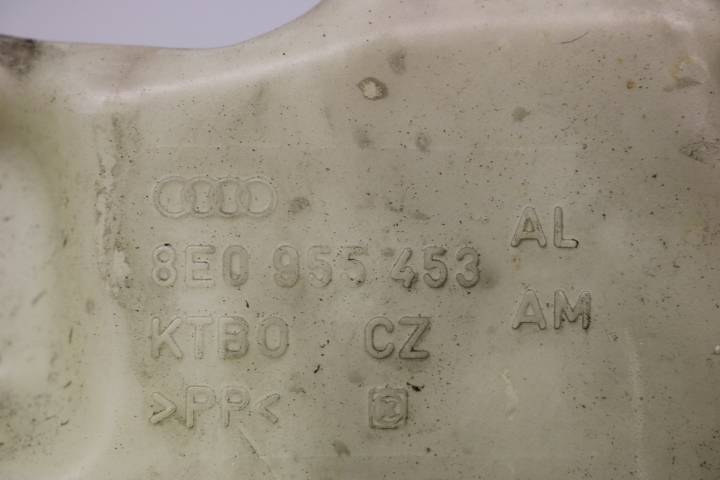 8E0 955 453 AL
AM
KTBO CZ
>PP<